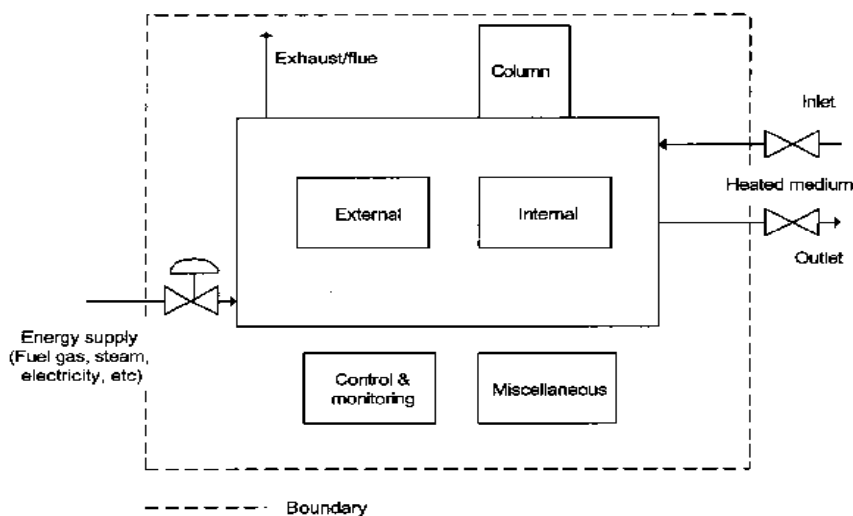 Exhaust/flue
Column
Inlet
Heated medium
Outlet
External
Internal
Energy supply
(Fuel gas, steam,
electricity, etc)
Control &
monitoring
Miscellaneous
Boundary